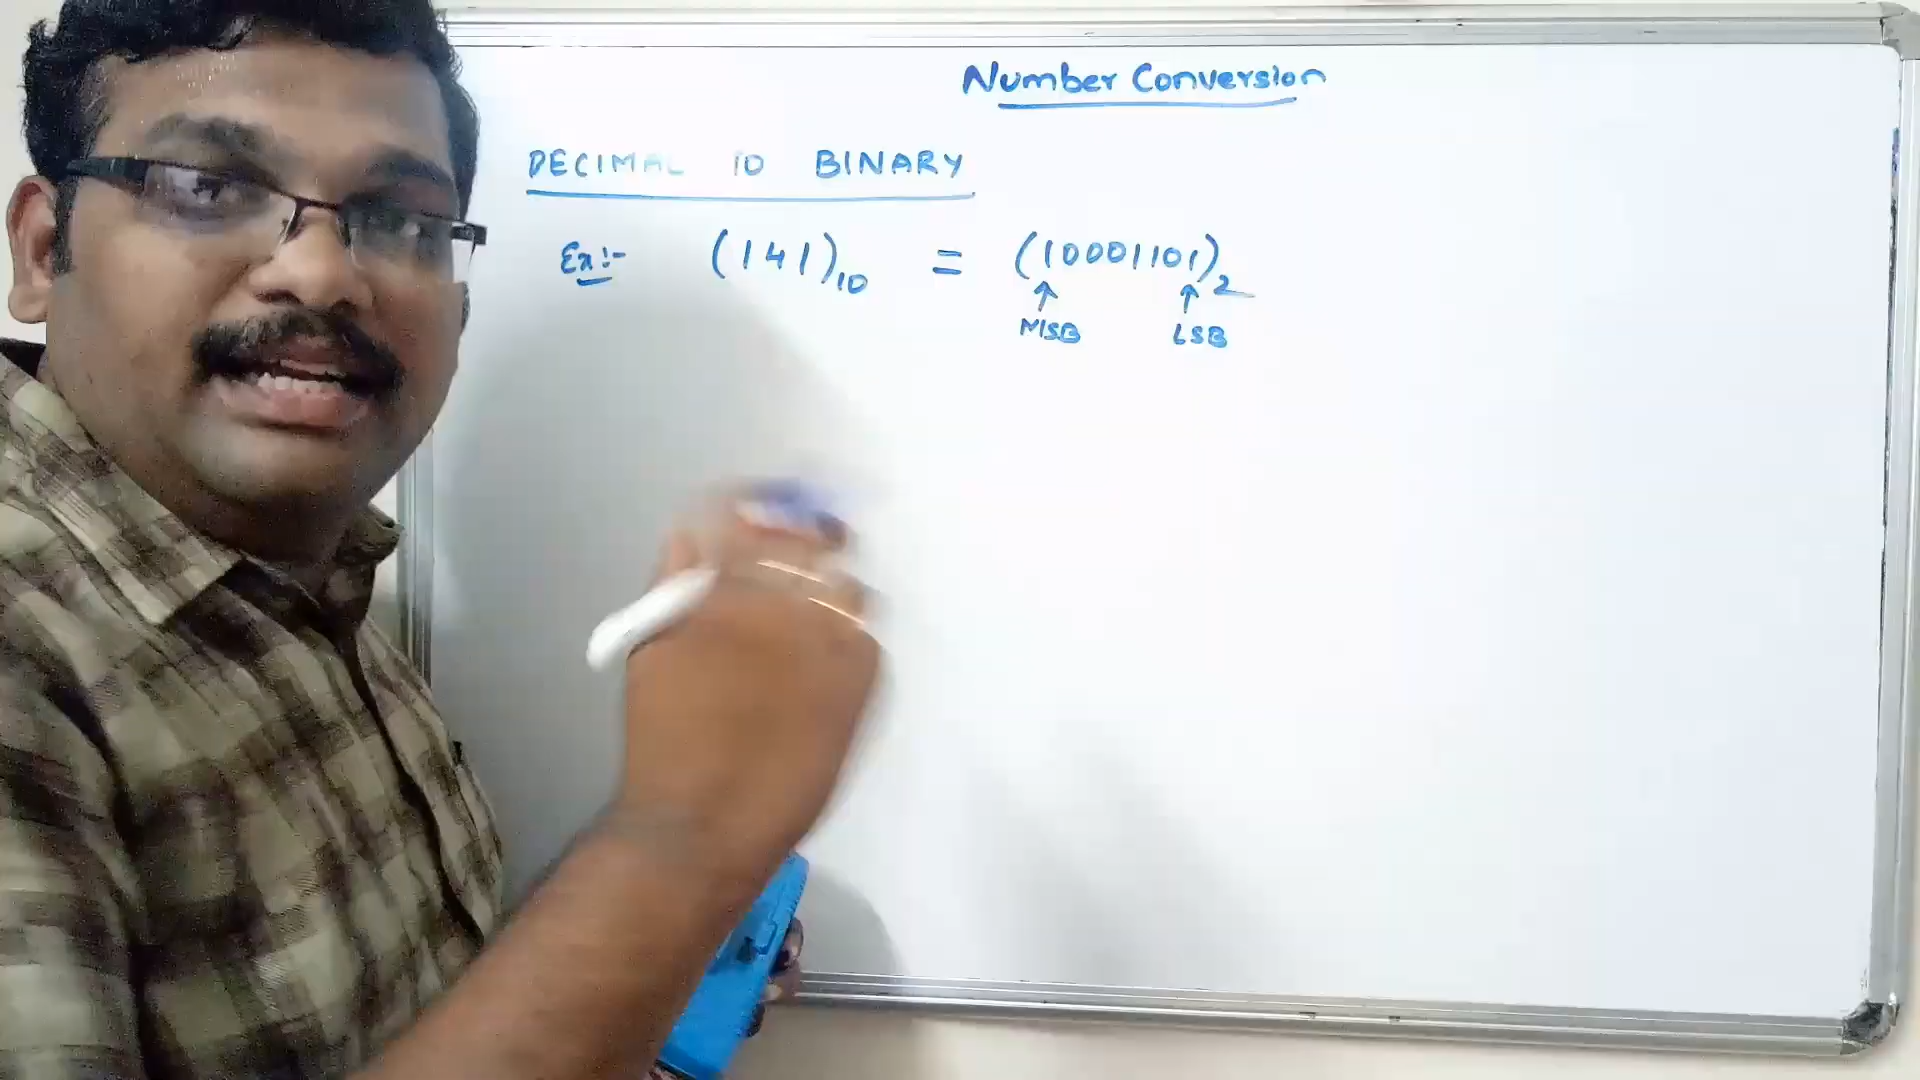 Number Conversion
DECIMAL TO BINARY
Ex:- (141)10 = (10001101)2
MSB LSB